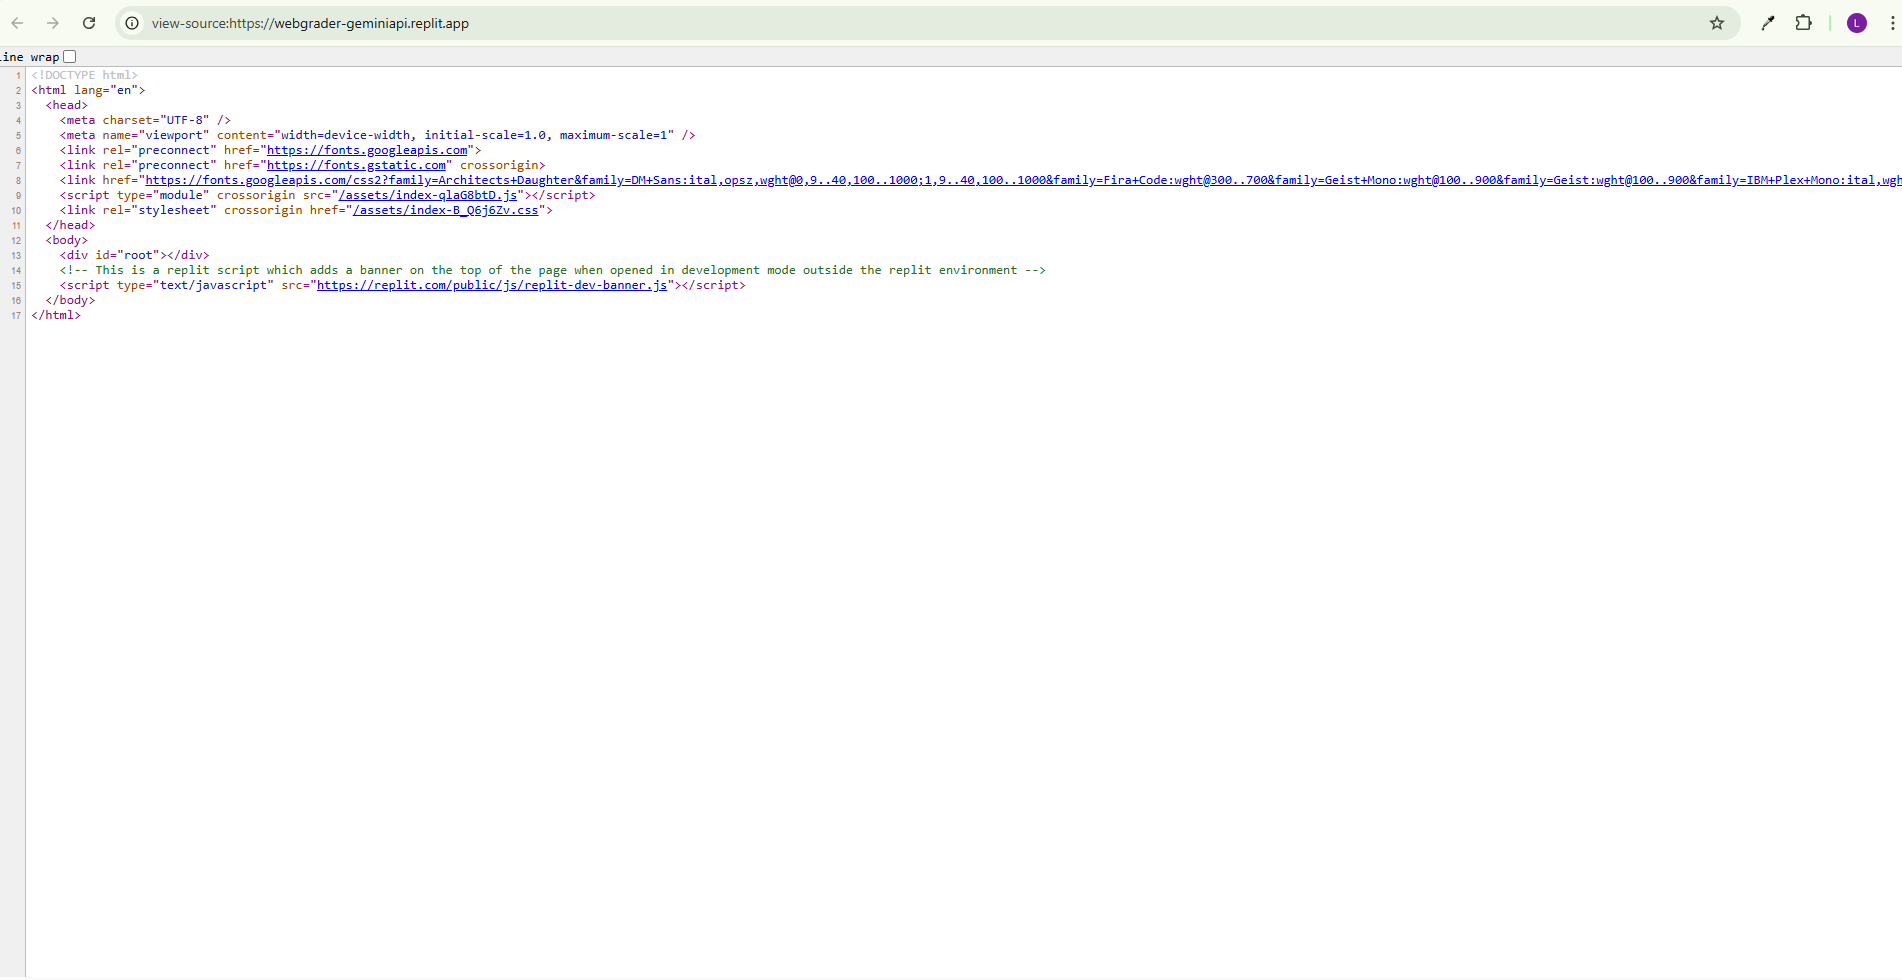 view-source:https://webgrader-geminiapi.replit.app
L
ine wrap
1 <!DOCTYPE html>
2 <html lang="en">
3 <head>
4 <meta charset="UTF-8" />
5 <meta name="viewport" content="width=device-width, initial-scale=1.0, maximum-scale=1" />
6 <link rel="preconnect" href="https://fonts.googleapis.com">
7 <link rel="preconnect" href="https://fonts.gstatic.com" crossorigin>
8 <link href="https://fonts.googleapis.com/css2?family=Architects+Daughter&family=DM+Sans:ital,opsz,wght@0,9..40,100..1000;1,9..40,100..1000&family=Fira+Code:wght@300..700&family=Geist+Mono:wght@100..900&family=Geist:wght@100..900&family=IBM+Plex+Mono:ital,wgh
9 <script type="module" crossorigin src="/assets/index-qlaG8btD.js"></script>
10 <link rel="stylesheet" crossorigin href="/assets/index-B_Q6j6Zv.css">
11 </head>
12 <body>
13 <div id="root"></div>
14 <!-- This is a replit script which adds a banner on the top of the page when opened in development mode outside the replit environment -->
15 <script type="text/javascript" src="https://replit.com/public/js/replit-dev-banner.js"></script>
16 </body>
17 </html>